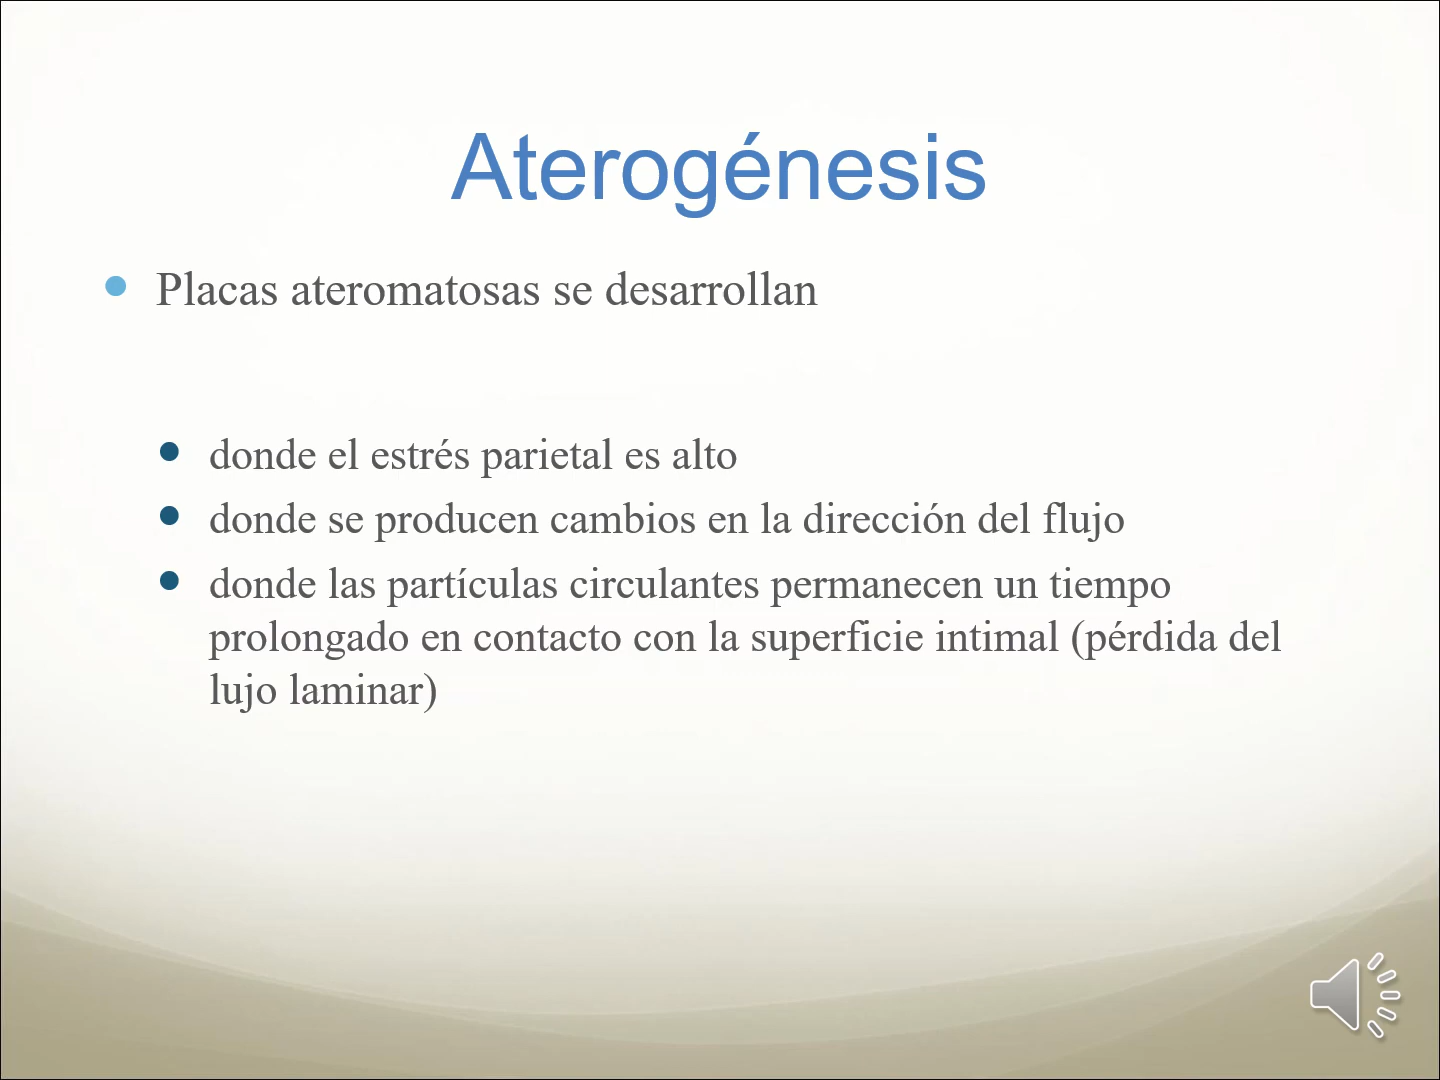 Aterogénesis
Placas ateromatosas se desarrollan
donde el estrés parietal es alto
donde se producen cambios en la dirección del flujo
donde las partículas circulantes permanecen un tiempo
prolongado en contacto con la superficie intimal (pérdida del
lujo laminar)